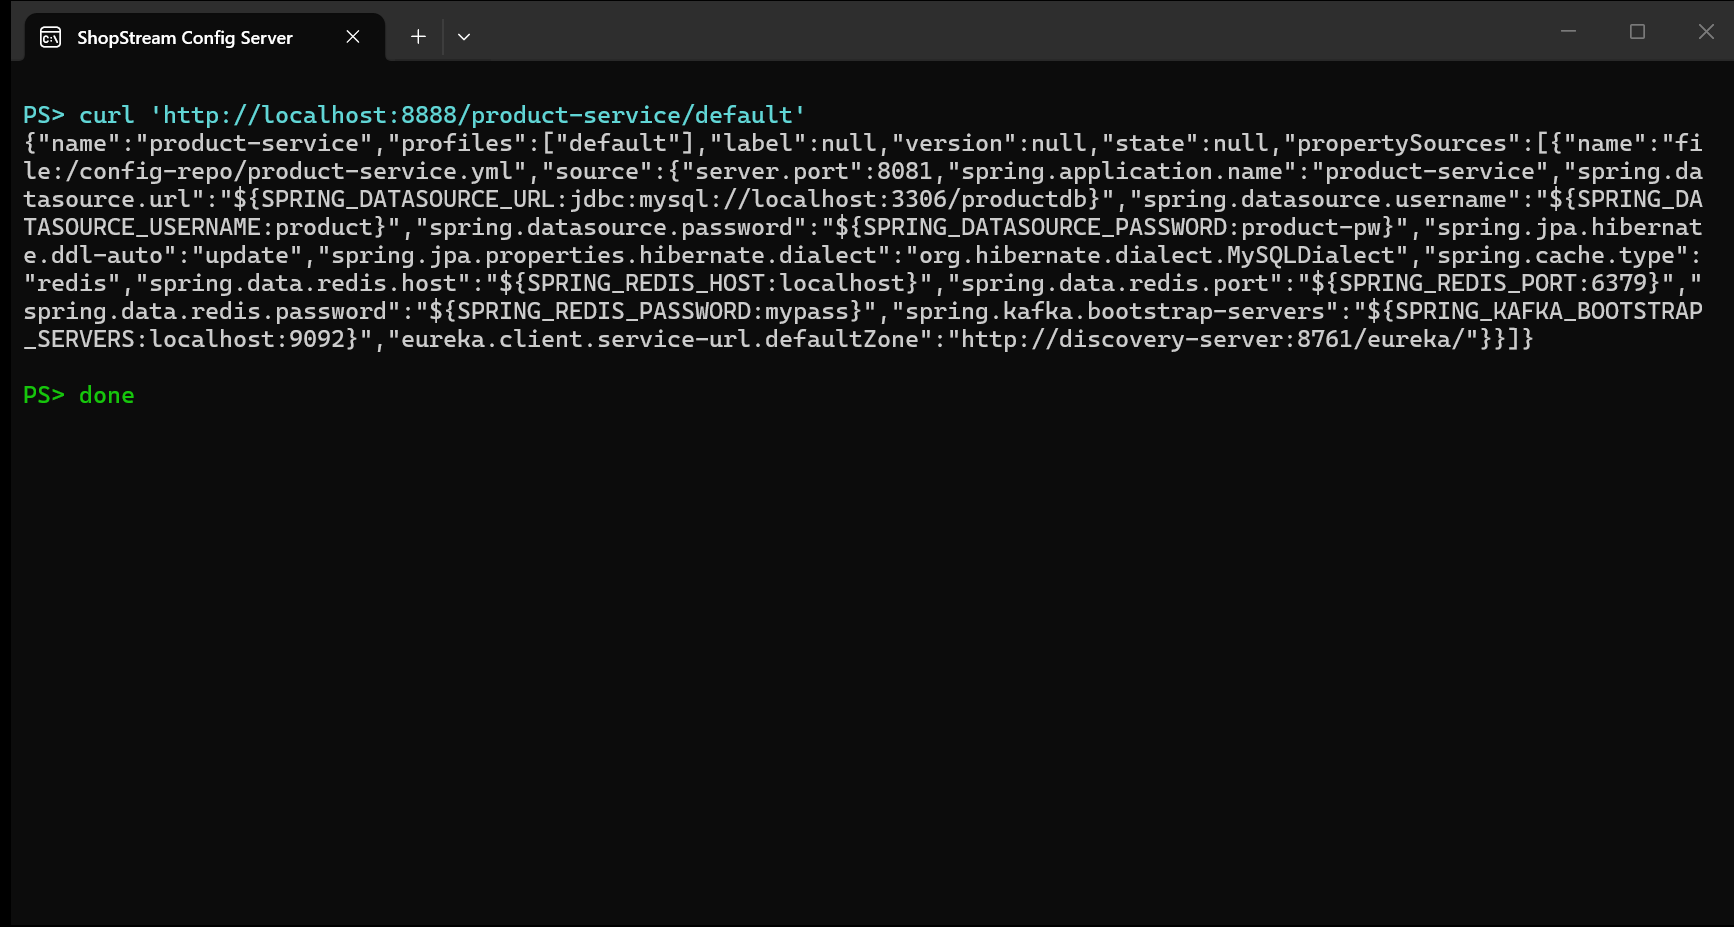 ShopStream Config Server
PS> curl 'http://localhost:8888/product-service/default'
{"name":"product-service","profiles":["default"],"label":null,"version":null,"state":null,"propertySources":[{"name":"fi
le:/config-repo/product-service.yml","source":{"server.port":8081,"spring.application.name":"product-service","spring.da
tasource.url":"${SPRING_DATASOURCE_URL:jdbc:mysql://localhost:3306/productdb}","spring.datasource.username":"${SPRING_DA
TASOURCE_USERNAME:product}","spring.datasource.password":"${SPRING_DATASOURCE_PASSWORD:product-pw}","spring.jpa.hibernat
e.ddl-auto":"update","spring.jpa.properties.hibernate.dialect":"org.hibernate.dialect.MySQLDialect","spring.cache.type":
"redis","spring.data.redis.host":"${SPRING_REDIS_HOST:localhost}","spring.data.redis.port":"${SPRING_REDIS_PORT:6379}","
spring.data.redis.password":"${SPRING_REDIS_PASSWORD:mypass}","spring.kafka.bootstrap-servers":"${SPRING_KAFKA_BOOTSTRAP
_SERVERS:localhost:9092}","eureka.client.service-url.defaultZone":"http://discovery-server:8761/eureka/"}}]}
PS> done